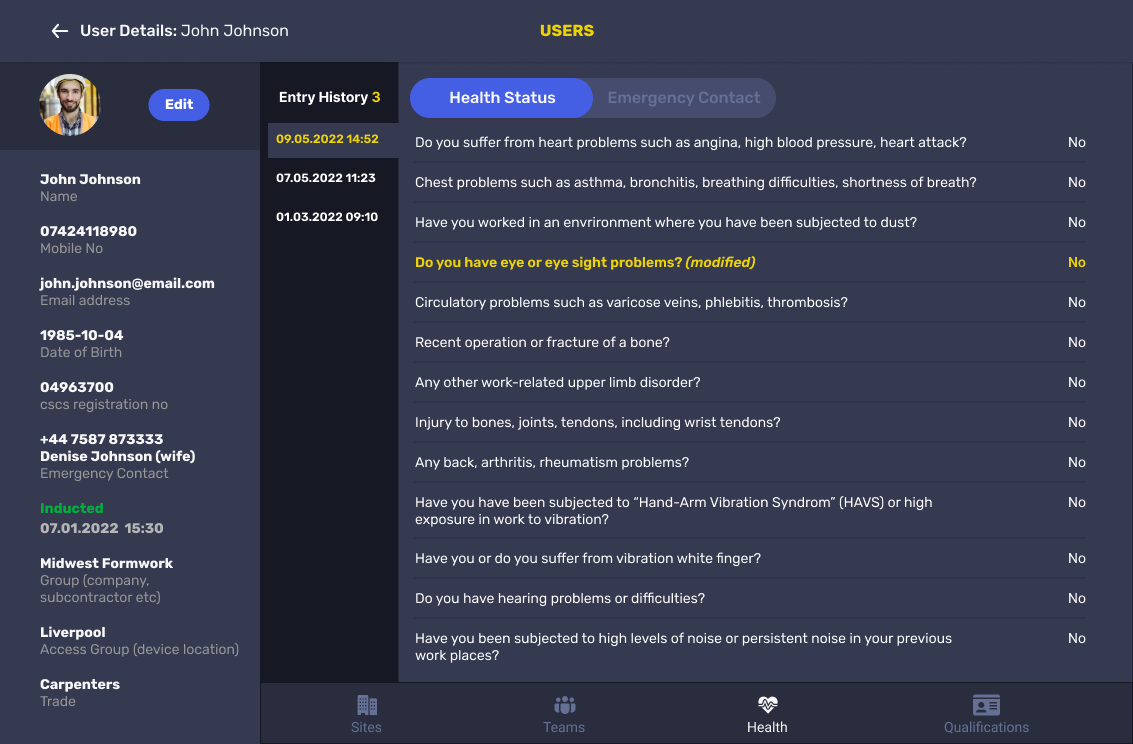 User Details: John Johnson
USERS
Edit
John Johnson
Name
07424118980
Mobile No
john.johnson@email.com
Email address
1985-10-04
Date of Birth
04963700
cscs registration no
+44 7587 873333
Denise Johnson (wife)
Emergency Contact
Inducted
07.01.2022 15:30
Midwest Formwork
Group (company,
subcontractor etc)
Liverpool
Access Group (device location)
Carpenters
Trade
Entry History 3
09.05.2022 14:52
07.05.2022 11:23
01.03.2022 09:10
Health Status
Emergency Contact
Do you suffer from heart problems such as angina, high blood pressure, heart attack? No
Chest problems such as asthma, bronchitis, breathing difficulties, shortness of breath? No
Have you worked in an envrironment where you have been subjected to dust? No
Do you have eye or eye sight problems? (modified) No
Circulatory problems such as varicose veins, phlebitis, thrombosis? No
Recent operation or fracture of a bone? No
Any other work-related upper limb disorder? No
Injury to bones, joints, tendons, including wrist tendons? No
Any back, arthritis, rheumatism problems? No
Have you have been subjected to “Hand-Arm Vibration Syndrom” (HAVS) or high No
exposure in work to vibration?
Have you or do you suffer from vibration white finger? No
Do you have hearing problems or difficulties? No
Have you been subjected to high levels of noise or persistent noise in your previous No
work places?
Sites
Teams
Health
Qualifications